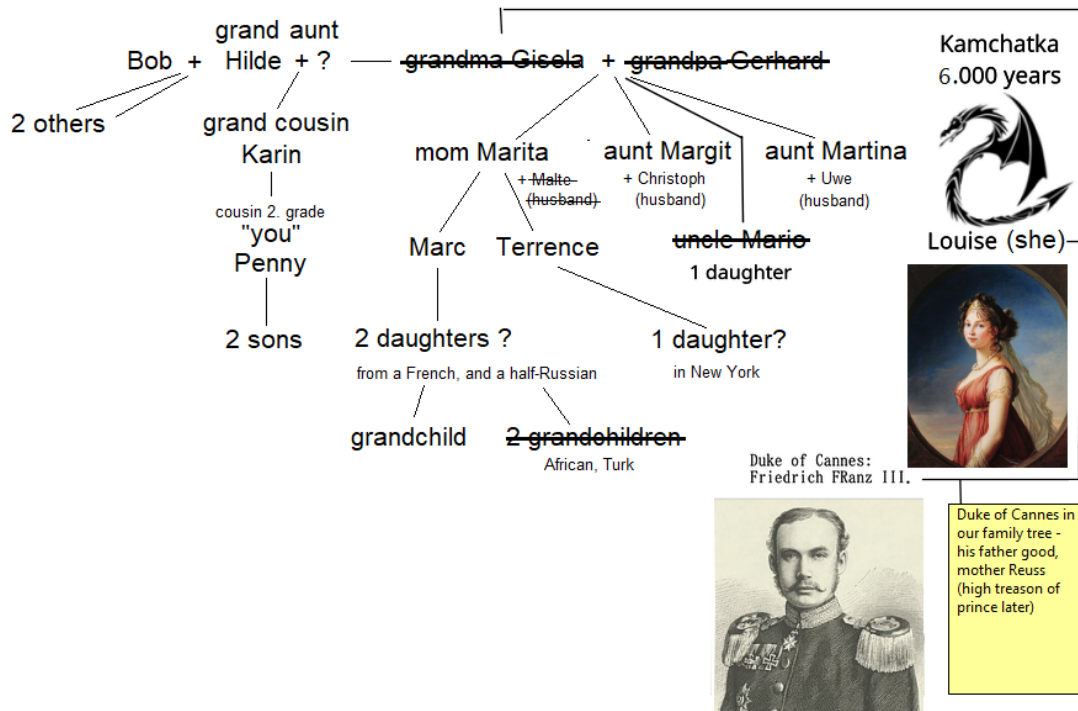 grand aunt
Bob + Hilde + ? grandma Gisela + grandpa Gerhard
2 others
grand cousin
Karin
cousin 2. grade
"you"
Penny
2 sons
mom Marita
+ Malte
(husband)
aunt Margit
+ Christoph
(husband)
aunt Martina
+ Uwe
(husband)
Marc
Terrence
uncle Mario
1 daughter
2 daughters ?
from a French, and a half-Russian
1 daughter?
in New York
grandchild
2 grandchildren
African, Turk
Kamchatka
6.000 years
Louise (she)
Duke of Cannes:
Friedrich FRanz III.
Duke of Cannes in
our family tree -
his father good,
mother Reuss
(high treason of
prince later)